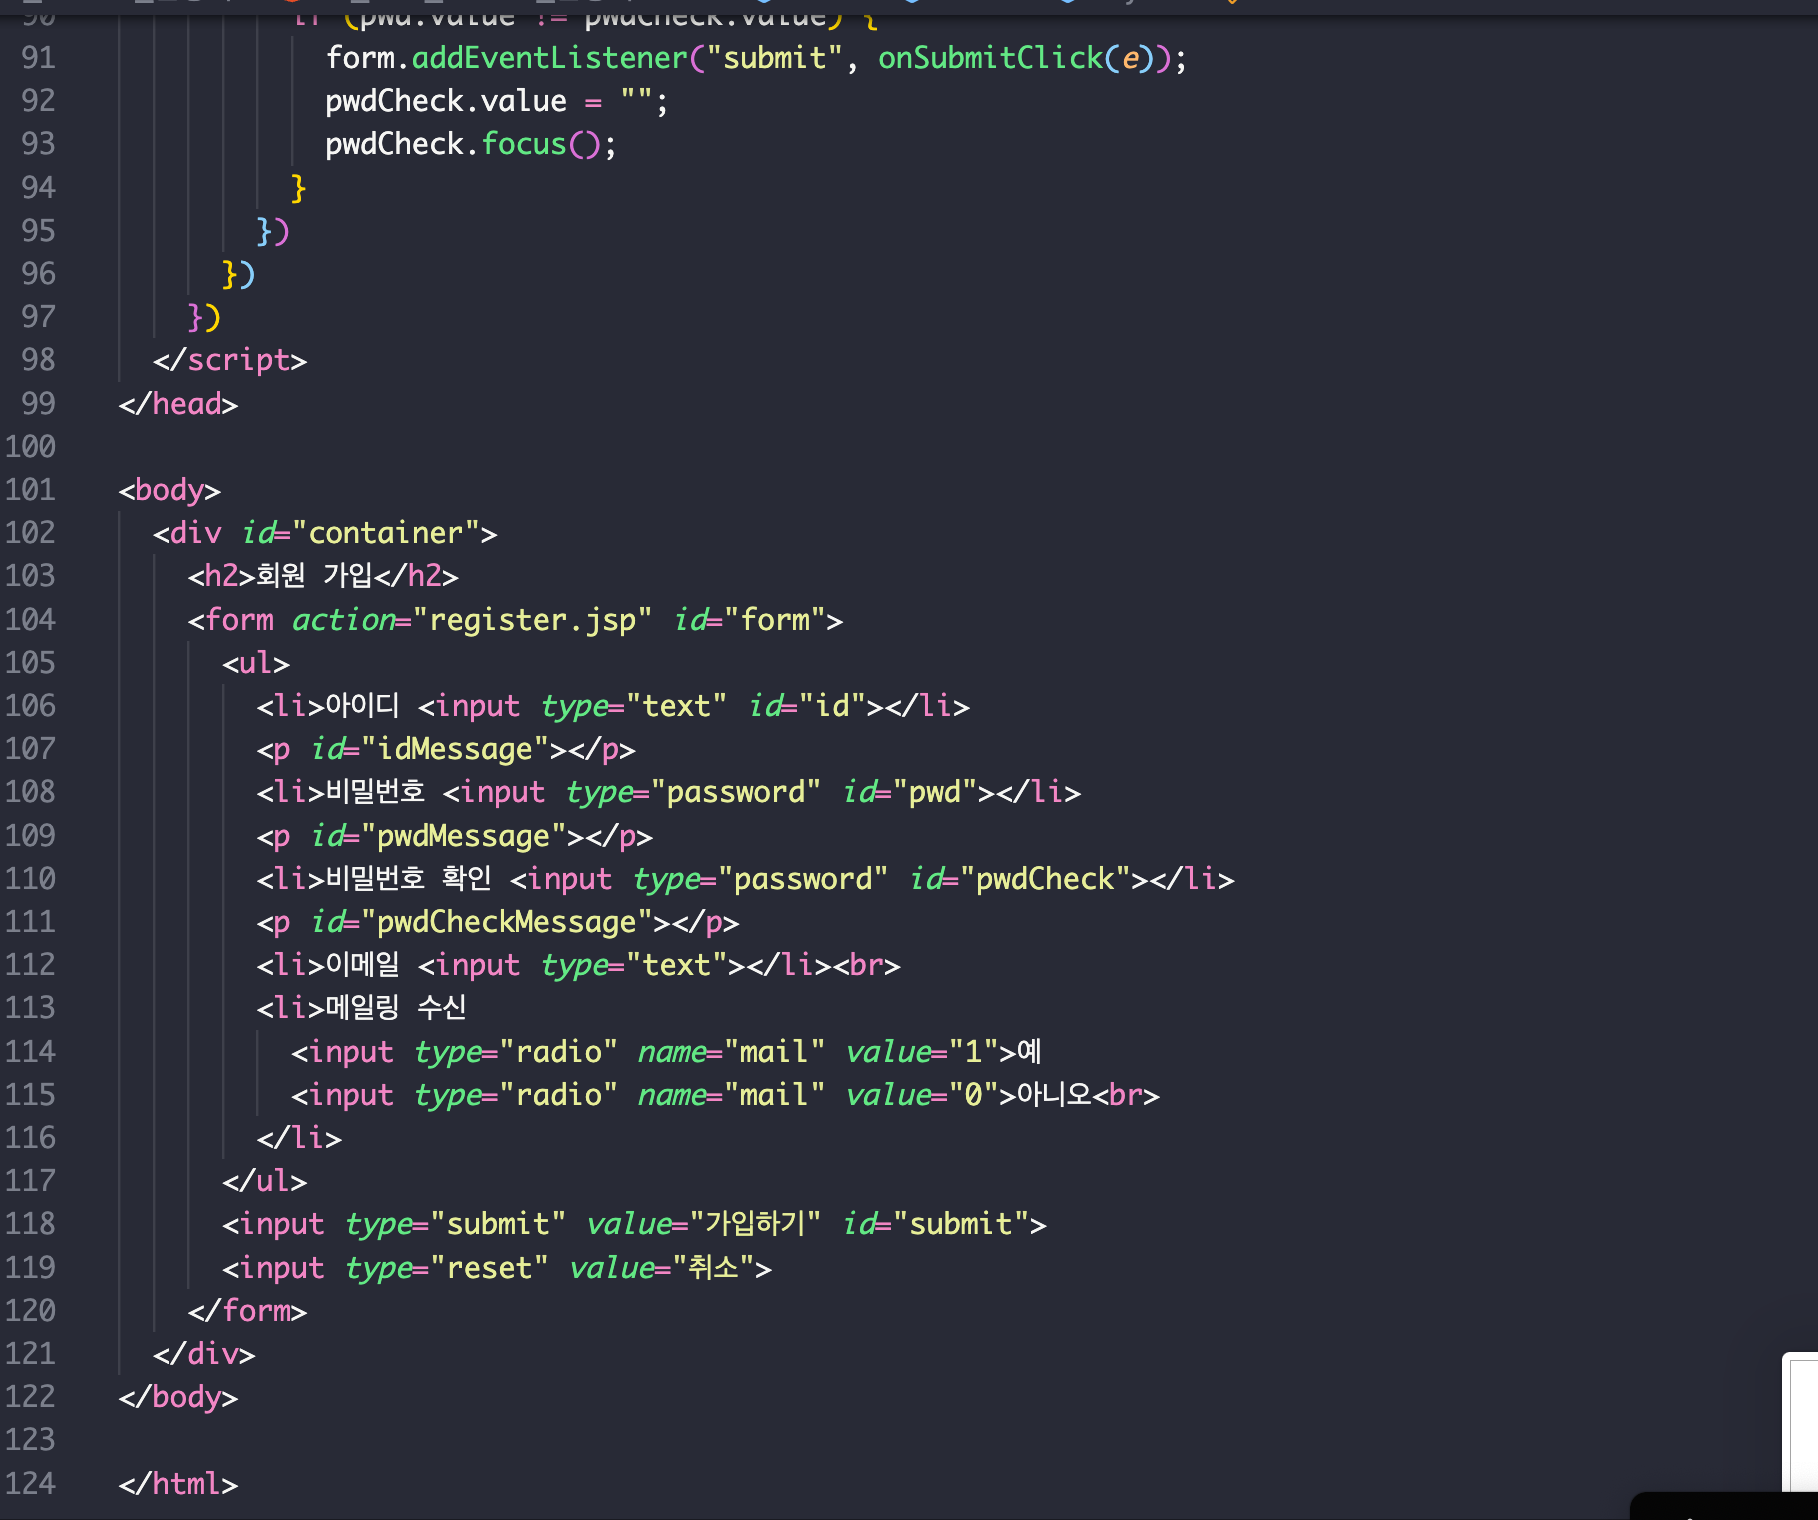 90 if (pwd.value != pwdCheck.value) {
91 form.addEventListener("submit", onSubmitClick(e));
92 pwdCheck.value = "";
93 pwdCheck.focus();
94 }
95 })
96 })
97 })
98 </script>
99 </head>
100
101 <body>
102 <div id="container">
103 <h2>회원 가입</h2>
104 <form action="register.jsp" id="form">
105 <ul>
106 <li>아이디 <input type="text" id="id"></li>
107 <p id="idMessage"></p>
108 <li>비밀번호 <input type="password" id="pwd"></li>
109 <p id="pwdMessage"></p>
110 <li>비밀번호 확인 <input type="password" id="pwdCheck"></li>
111 <p id="pwdCheckMessage"></p>
112 <li>이메일 <input type="text"></li><br>
113 <li>메일링 수신
114 <input type="radio" name="mail" value="1">예
115 <input type="radio" name="mail" value="0">아니오<br>
116 </li>
117 </ul>
118 <input type="submit" value="가입하기" id="submit">
119 <input type="reset" value="취소">
120 </form>
121 </div>
122 </body>
123
124 </html>